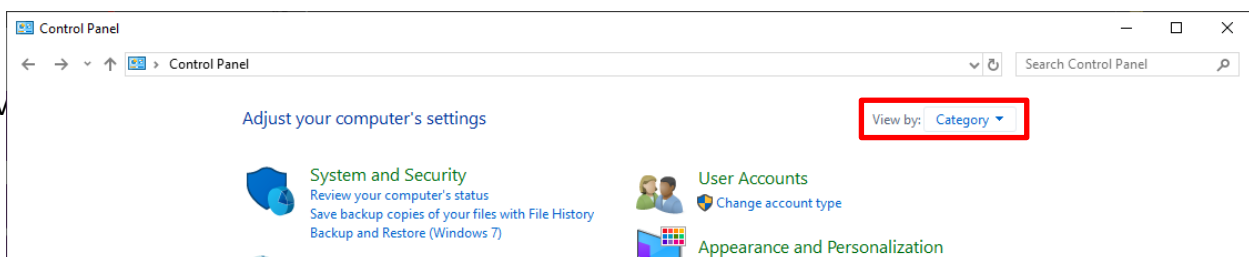 Control Panel
Control Panel
Search Control Panel
Adjust your computer's settings
View by: Category
System and Security
Review your computer's status
Save backup copies of your files with File History
Backup and Restore (Windows 7)
User Accounts
Change account type
Appearance and Personalization